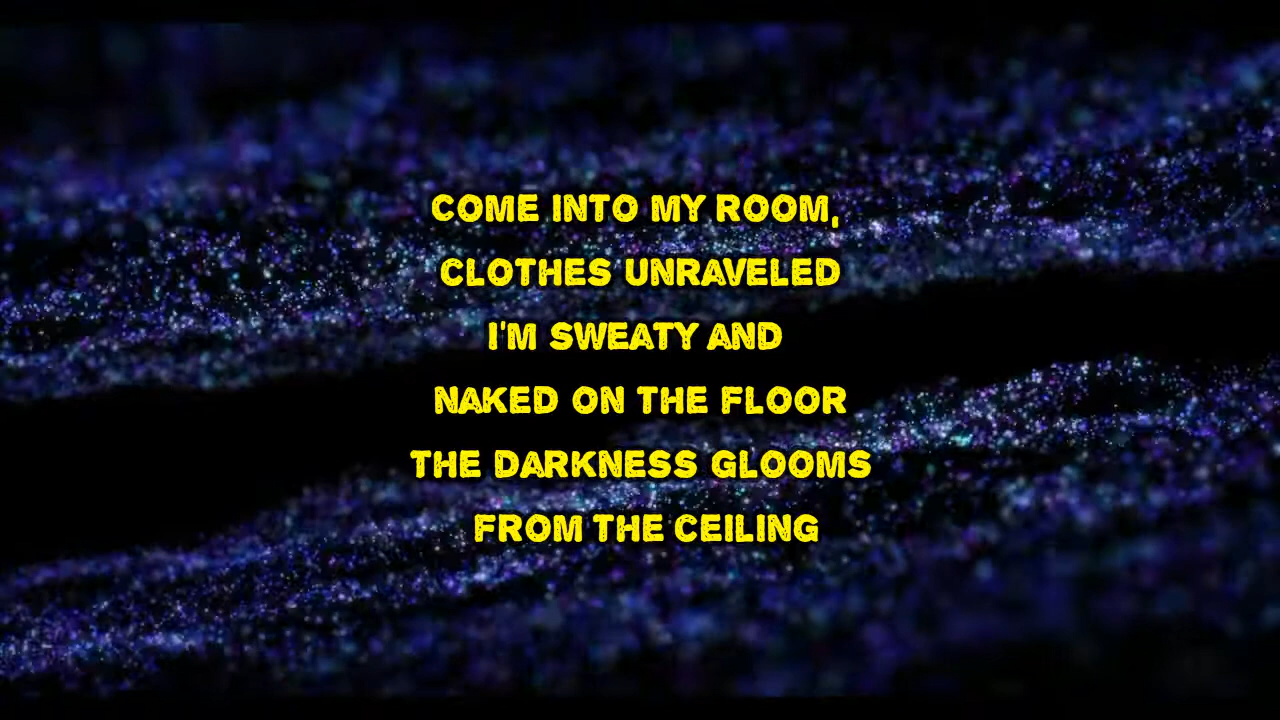 COME INTO MY ROOM,
CLOTHES UNRAVELED
I'M SWEATY AND
NAKED ON THE FLOOR
THE DARKNESS GLOOMS
FROM THE CEILING